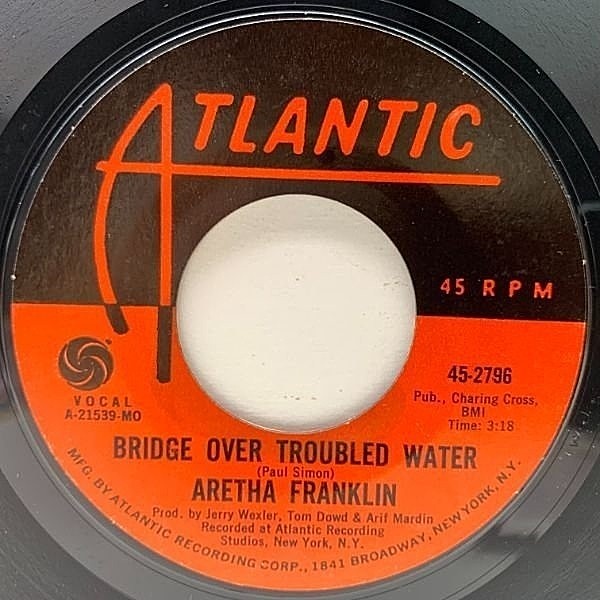 ATLANTIC
45 RPM
45-2796
Pub., Charing Cross,
BMI
Time: 3:18
VOCAL
A-21539-MO
BRIDGE OVER TROUBLED WATER
(Paul Simon)
ARETHA FRANKLIN
Prod. by Jerry Wexler, Tom Dowd & Arif Mardin
Recorded at Atlantic Recording
Studios, New York, N.Y.
MFG. BY ATLANTIC RECORDING CORP., 1841 BROADWAY, NEW YORK, N.Y.